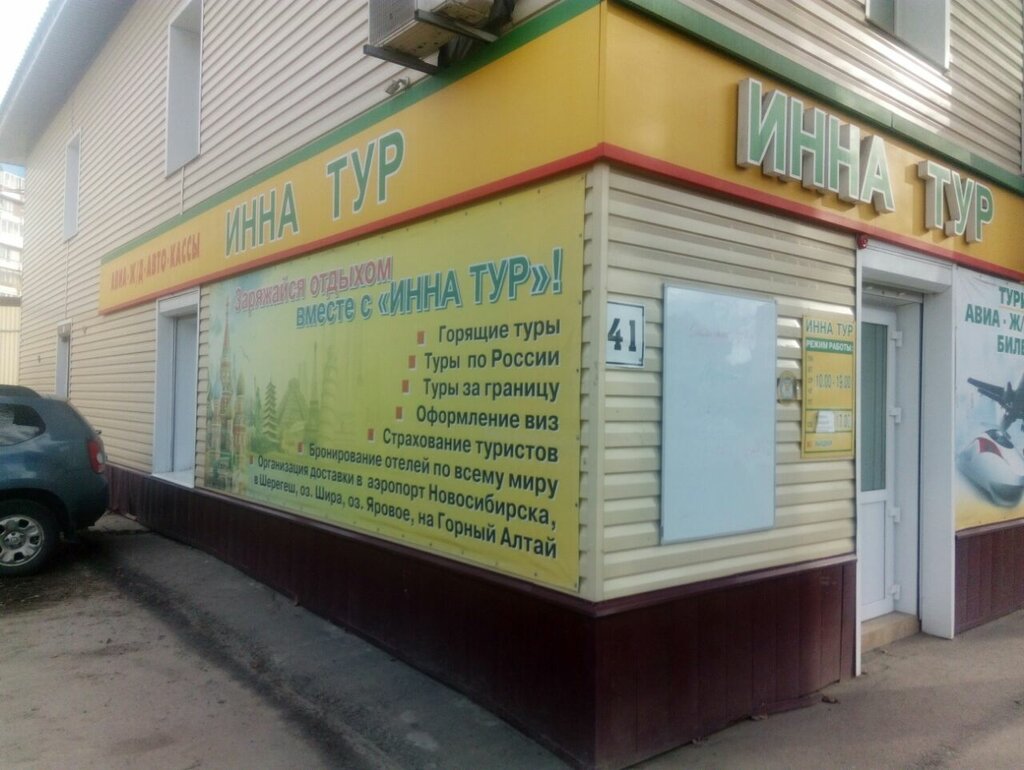 АВИА·Ж/Д·АВТО·КАССЫ
ИННА ТУР
Заряжайся отдыхом
вместе с «ИННА ТУР»!
Горящие туры
Туры по России
Туры за границу
Оформление виз
Страхование туристов
Бронирование отелей по всему миру
Организация доставки в аэропорт Новосибирска,
в Шерегеш, оз. Шира, оз. Яровое, на Горный Алтай
ИННА ТУР
41
ИННА ТУР
РЕЖИМ РАБОТЫ:
10.00-19.00
ТУРЫ
АВИА · Ж